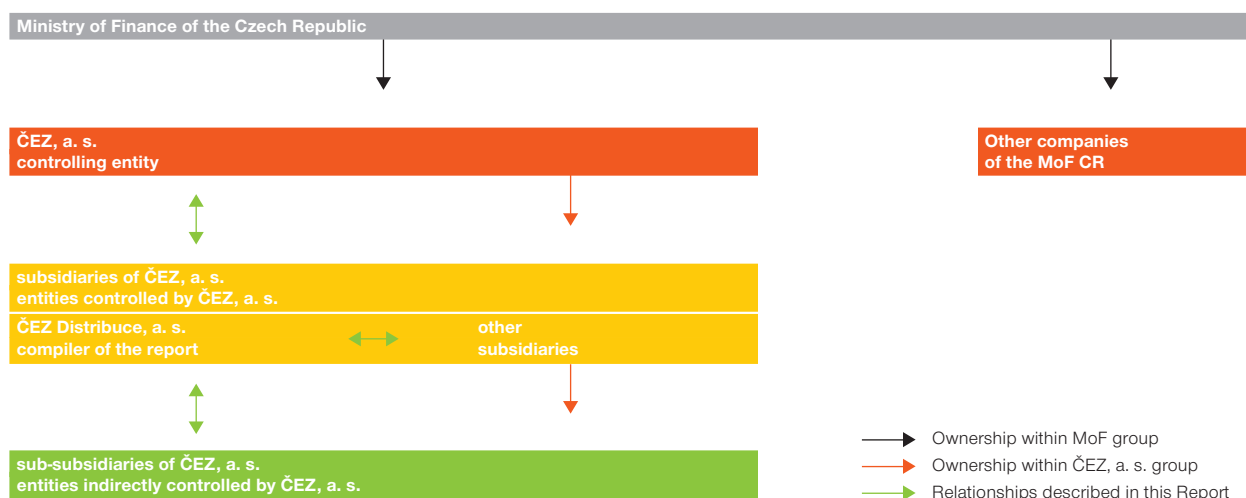 Ministry of Finance of the Czech Republic
ČEZ, a. s.
controlling entity
Other companies
of the MoF CR
subsidiaries of ČEZ, a. s.
entities controlled by ČEZ, a. s.
ČEZ Distribuce, a. s.
compiler of the report
other
subsidiaries
sub-subsidiaries of ČEZ, a. s.
entities indirectly controlled by ČEZ, a. s.
Ownership within MoF group
Ownership within ČEZ, a. s. group
Relationships described in this Report